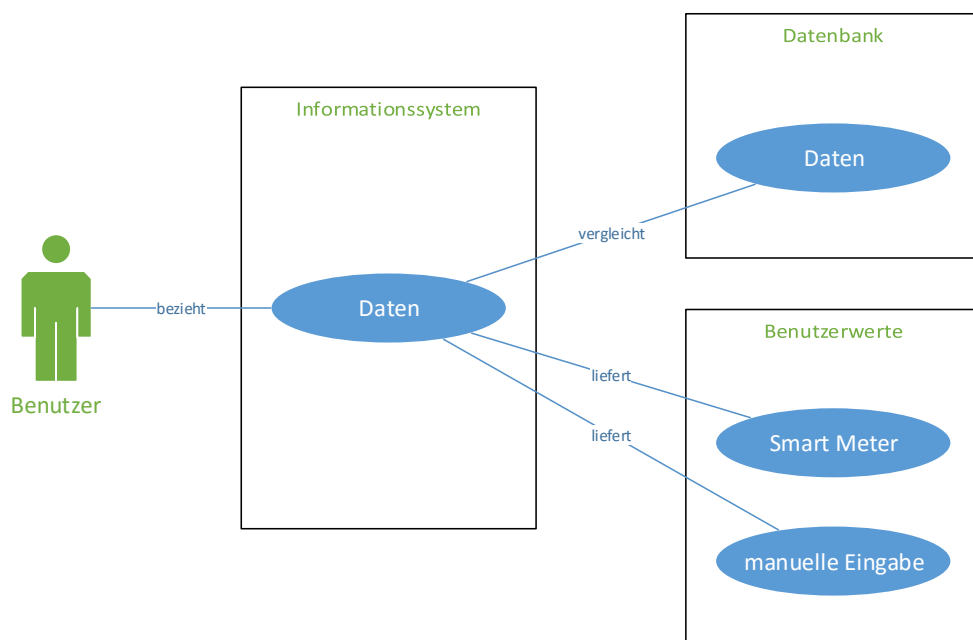 Datenbank
Informationssystem
Daten
vergleicht
Benutzer
bezieht
Daten
Benutzerwerte
liefert
Smart Meter
liefert
manuelle Eingabe